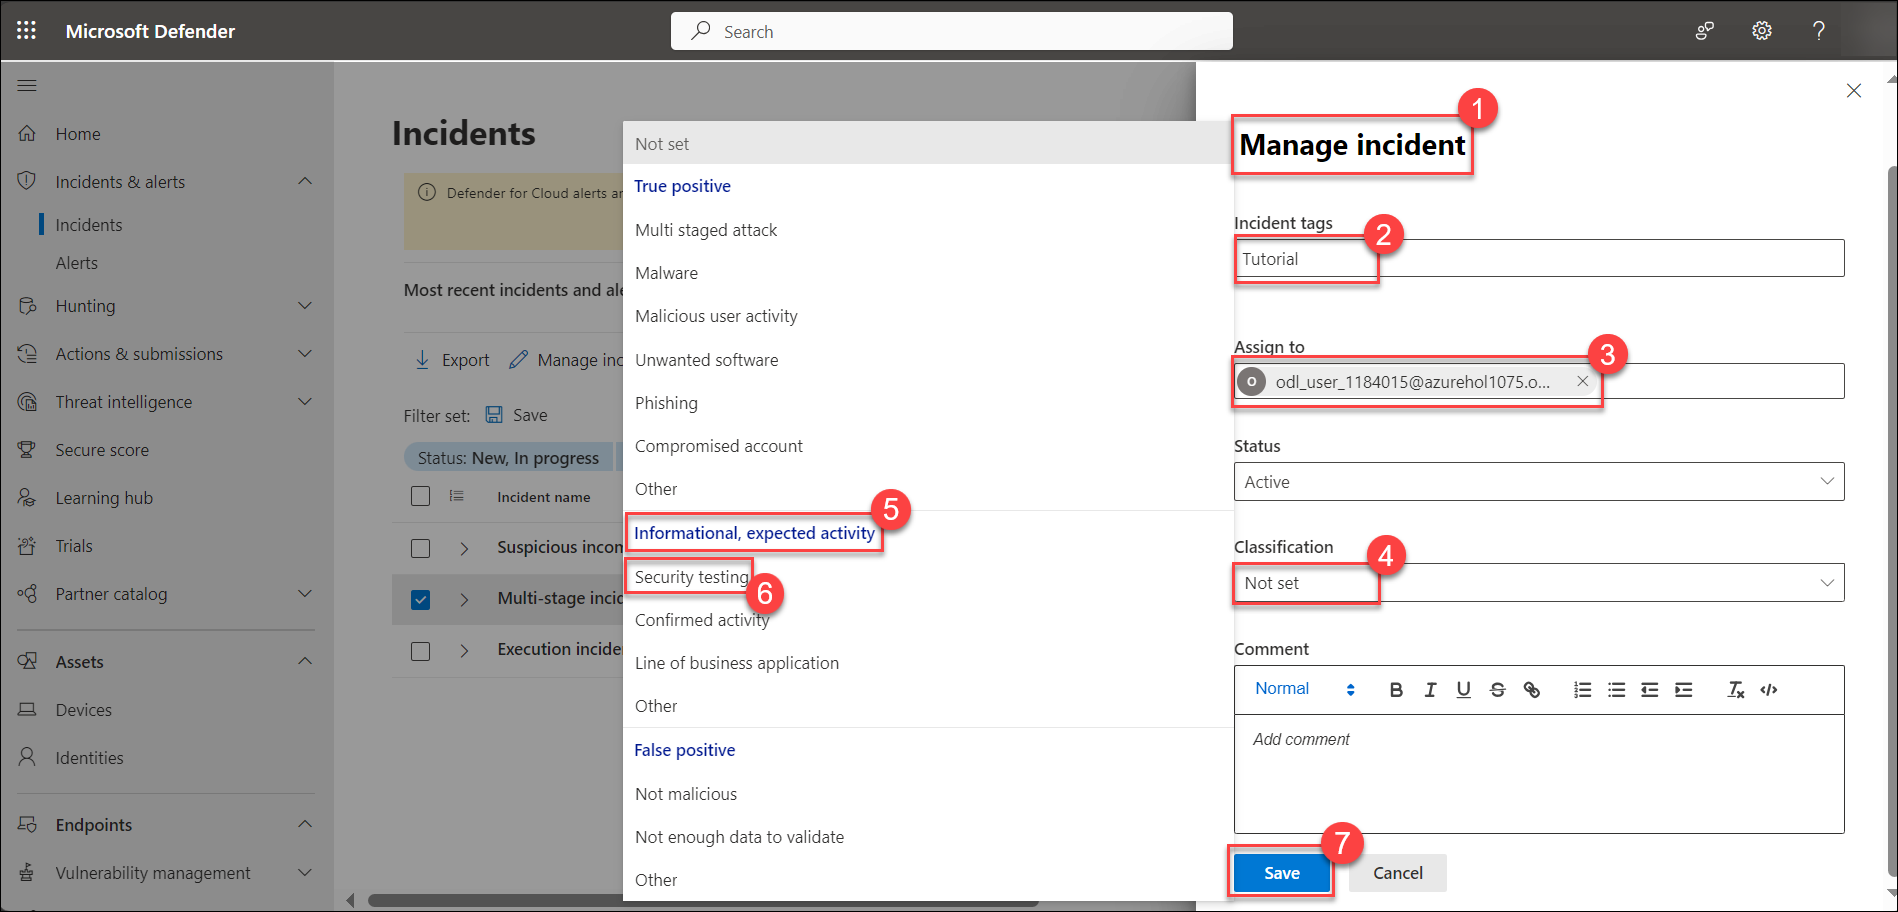 Microsoft Defender
Search
?
Home
Incidents & alerts
Incidents
Alerts
Hunting
Actions & submissions
Threat intelligence
Secure score
Learning hub
Trials
Partner catalog
Assets
Devices
Identities
Endpoints
Vulnerability management
Incidents
Defender for Cloud alerts
Most recent incidents and
Export
Manage
Filter set:
Save
Status: New, In progress
Incident name
Suspicious
Multi-stage
Execution
Not set
True positive
Multi staged attack
Malware
Malicious user activity
Unwanted software
Phishing
Compromised account
Other
5
Informational, expected activity
Security testing
6
Confirmed activity
Line of business application
Other
False positive
Not malicious
Not enough data to validate
Other
1
Manage incident
Incident tags
2
Tutorial
Assign to
3
O
odl_user_1184015@azurehol1075.o...
Status
Active
Classification
4
Not set
Comment
Normal
B I U S
Add comment
7
Save
Cancel